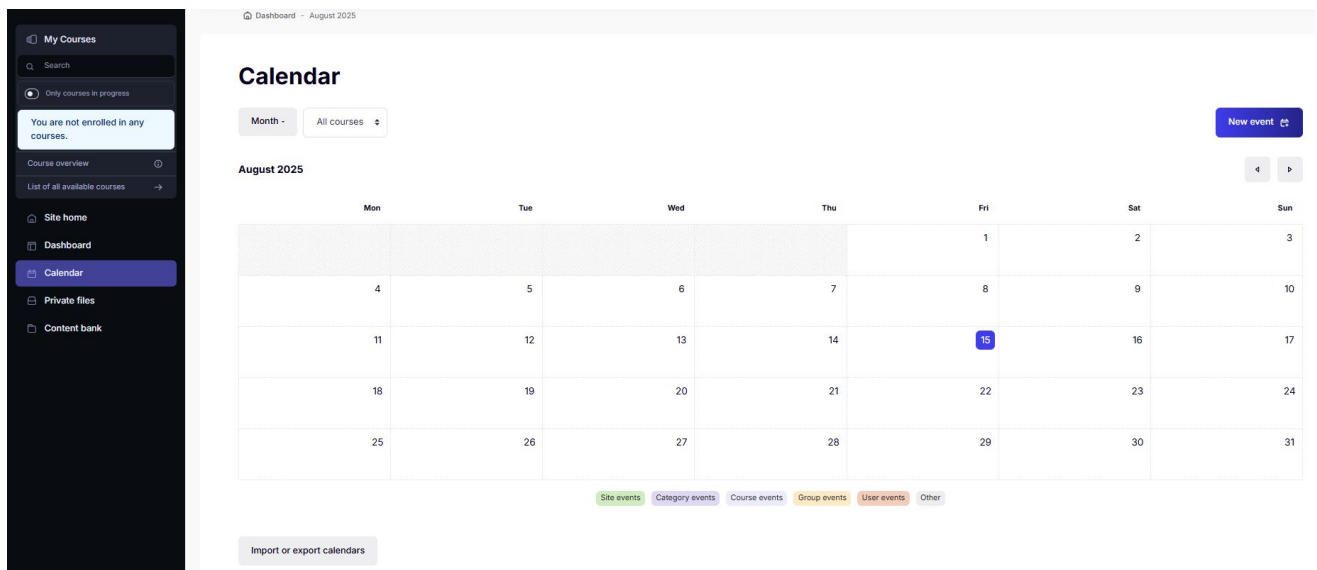 Dashboard - August 2025
My Courses
Search
Only courses in progress
You are not enrolled in any
courses.
Course overview
List of all available courses
Site home
Dashboard
Calendar
Private files
Content bank
Calendar
Month -
All courses
New event
August 2025
Mon Tue Wed Thu Fri Sat Sun
1 2 3
4 5 6 7 8 9 10
11 12 13 14 15 16 17
18 19 20 21 22 23 24
25 26 27 28 29 30 31
Site events Category events Course events Group events User events Other
Import or export calendars